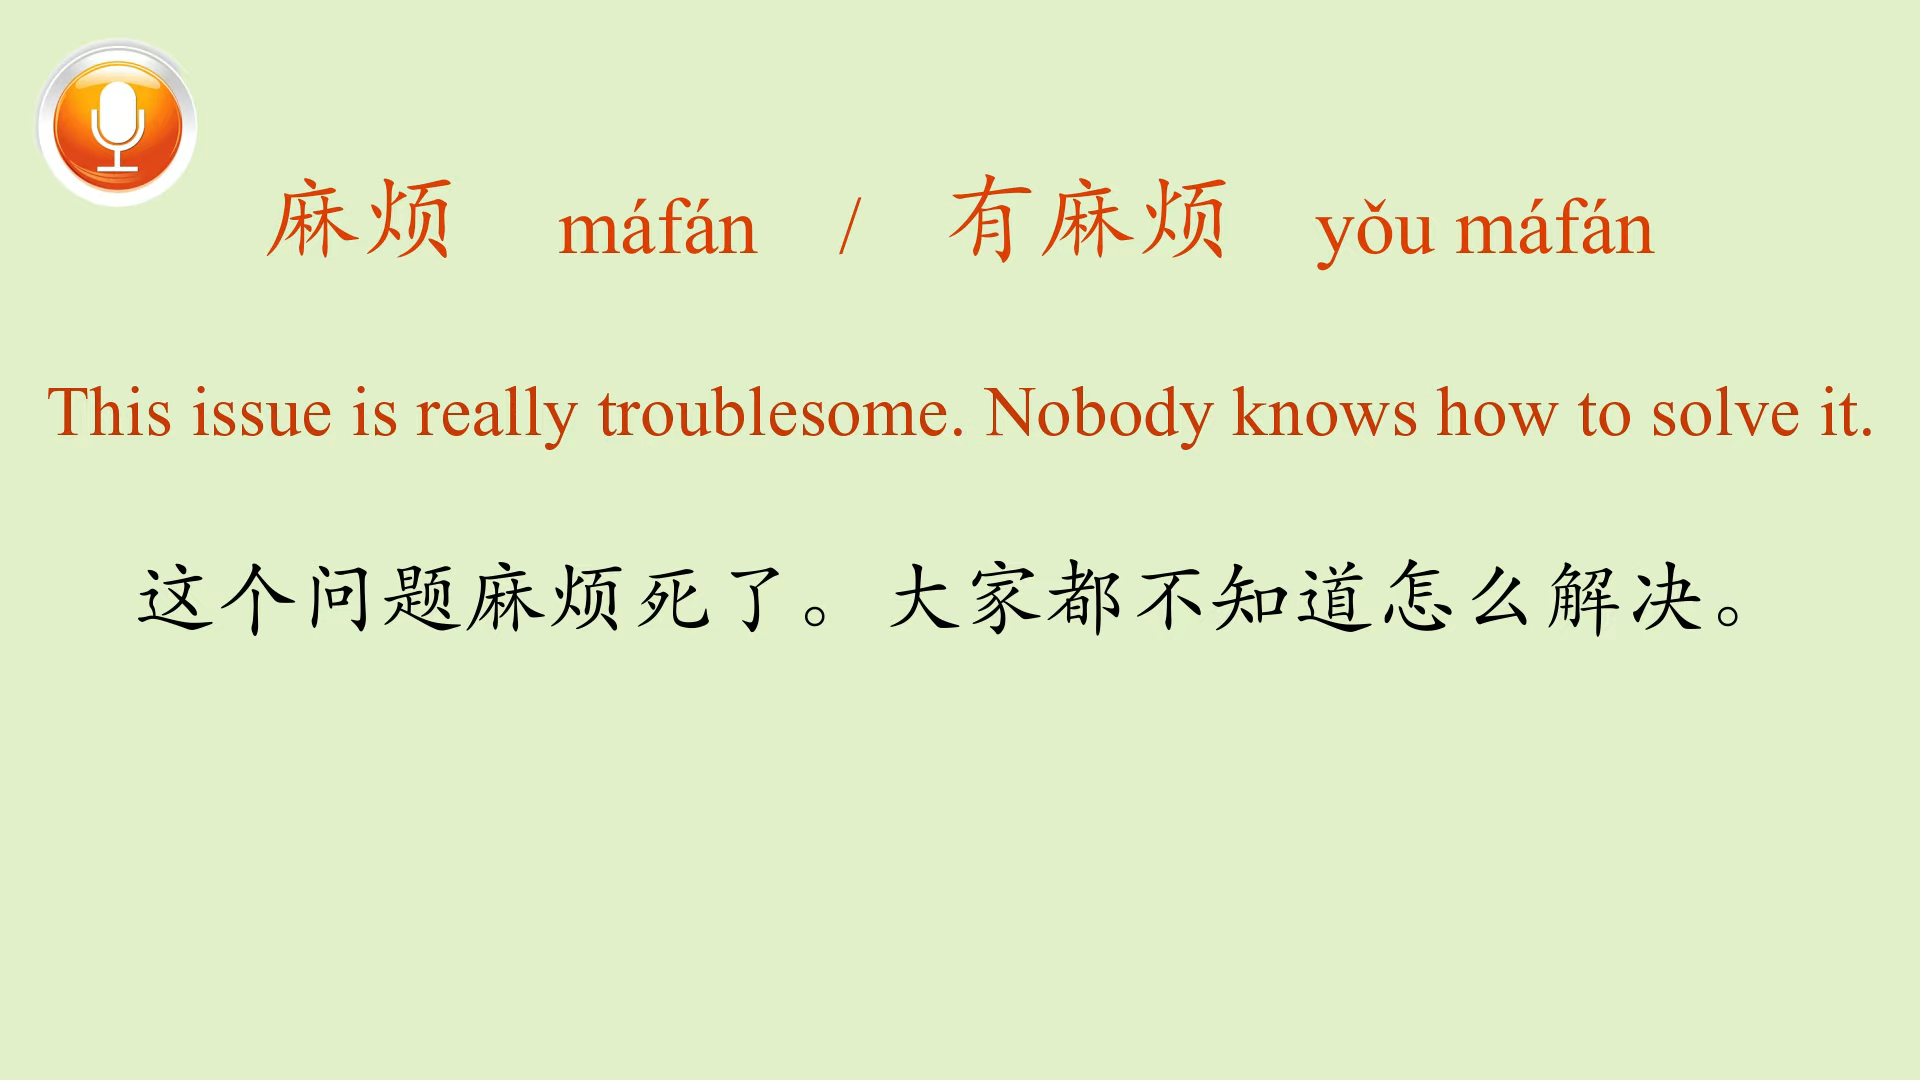 麻烦 máfán / 有麻烦 yǒu máfán
This issue is really troublesome. Nobody knows how to solve it.
这个问题麻烦死了。大家都不知道怎么解决。